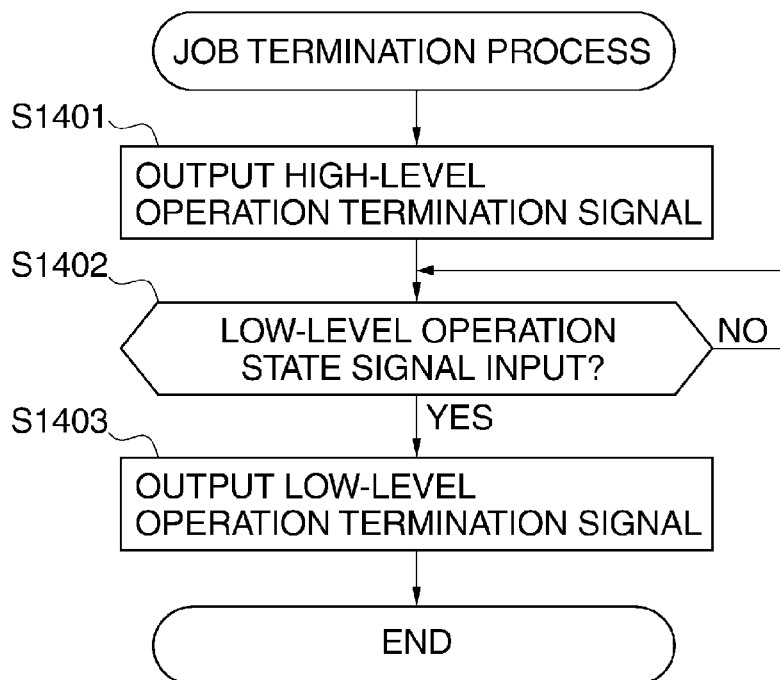 JOB TERMINATION PROCESS
S1401
OUTPUT HIGH-LEVEL
OPERATION TERMINATION SIGNAL
S1402
LOW-LEVEL OPERATION
STATE SIGNAL INPUT?
NO
YES
S1403
OUTPUT LOW-LEVEL
OPERATION TERMINATION SIGNAL
END